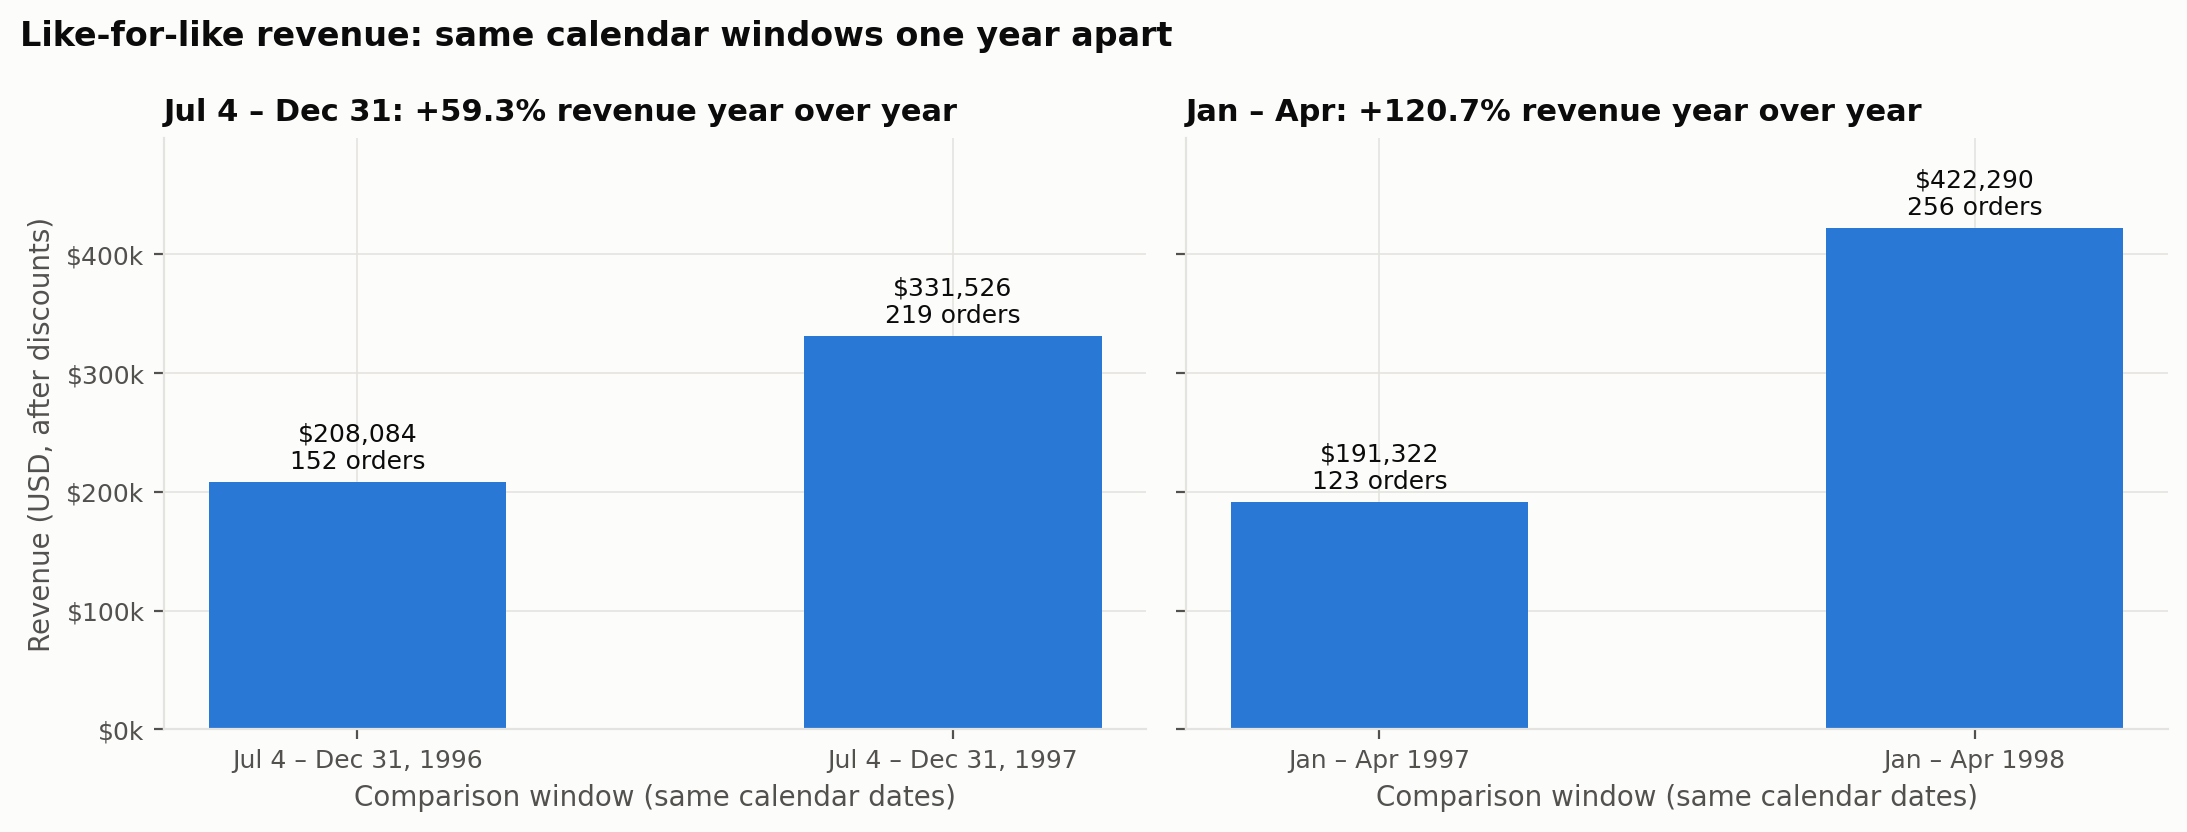 Like-for-like revenue: same calendar windows one year apart
Jul 4 – Dec 31: +59.3% revenue year over year
Revenue (USD, after discounts)
$400k
$300k
$200k
$100k
$0k
$208,084
152 orders
$331,526
219 orders
Jul 4 – Dec 31, 1996
Jul 4 – Dec 31, 1997
Comparison window (same calendar dates)
Jan – Apr: +120.7% revenue year over year
$191,322
123 orders
$422,290
256 orders
Jan – Apr 1997
Jan – Apr 1998
Comparison window (same calendar dates)